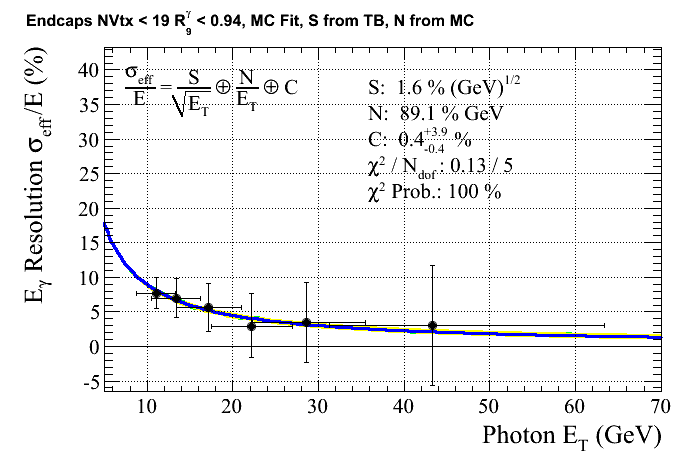 Endcaps NVtx < 19 R₉^γ < 0.94, MC Fit, S from TB, N from MC
σ_eff/E = S/√E_T ⊕ N/E_T ⊕ C
S: 1.6 % (GeV)^1/2
N: 89.1 % GeV
C: 0.4^+3.9_-0.4 %
χ² / N_dof : 0.13 / 5
χ² Prob.: 100 %
E_γ Resolution σ_eff/E (%)
40
35
30
25
20
15
10
5
0
-5
10 20 30 40 50 60 70
Photon E_T (GeV)